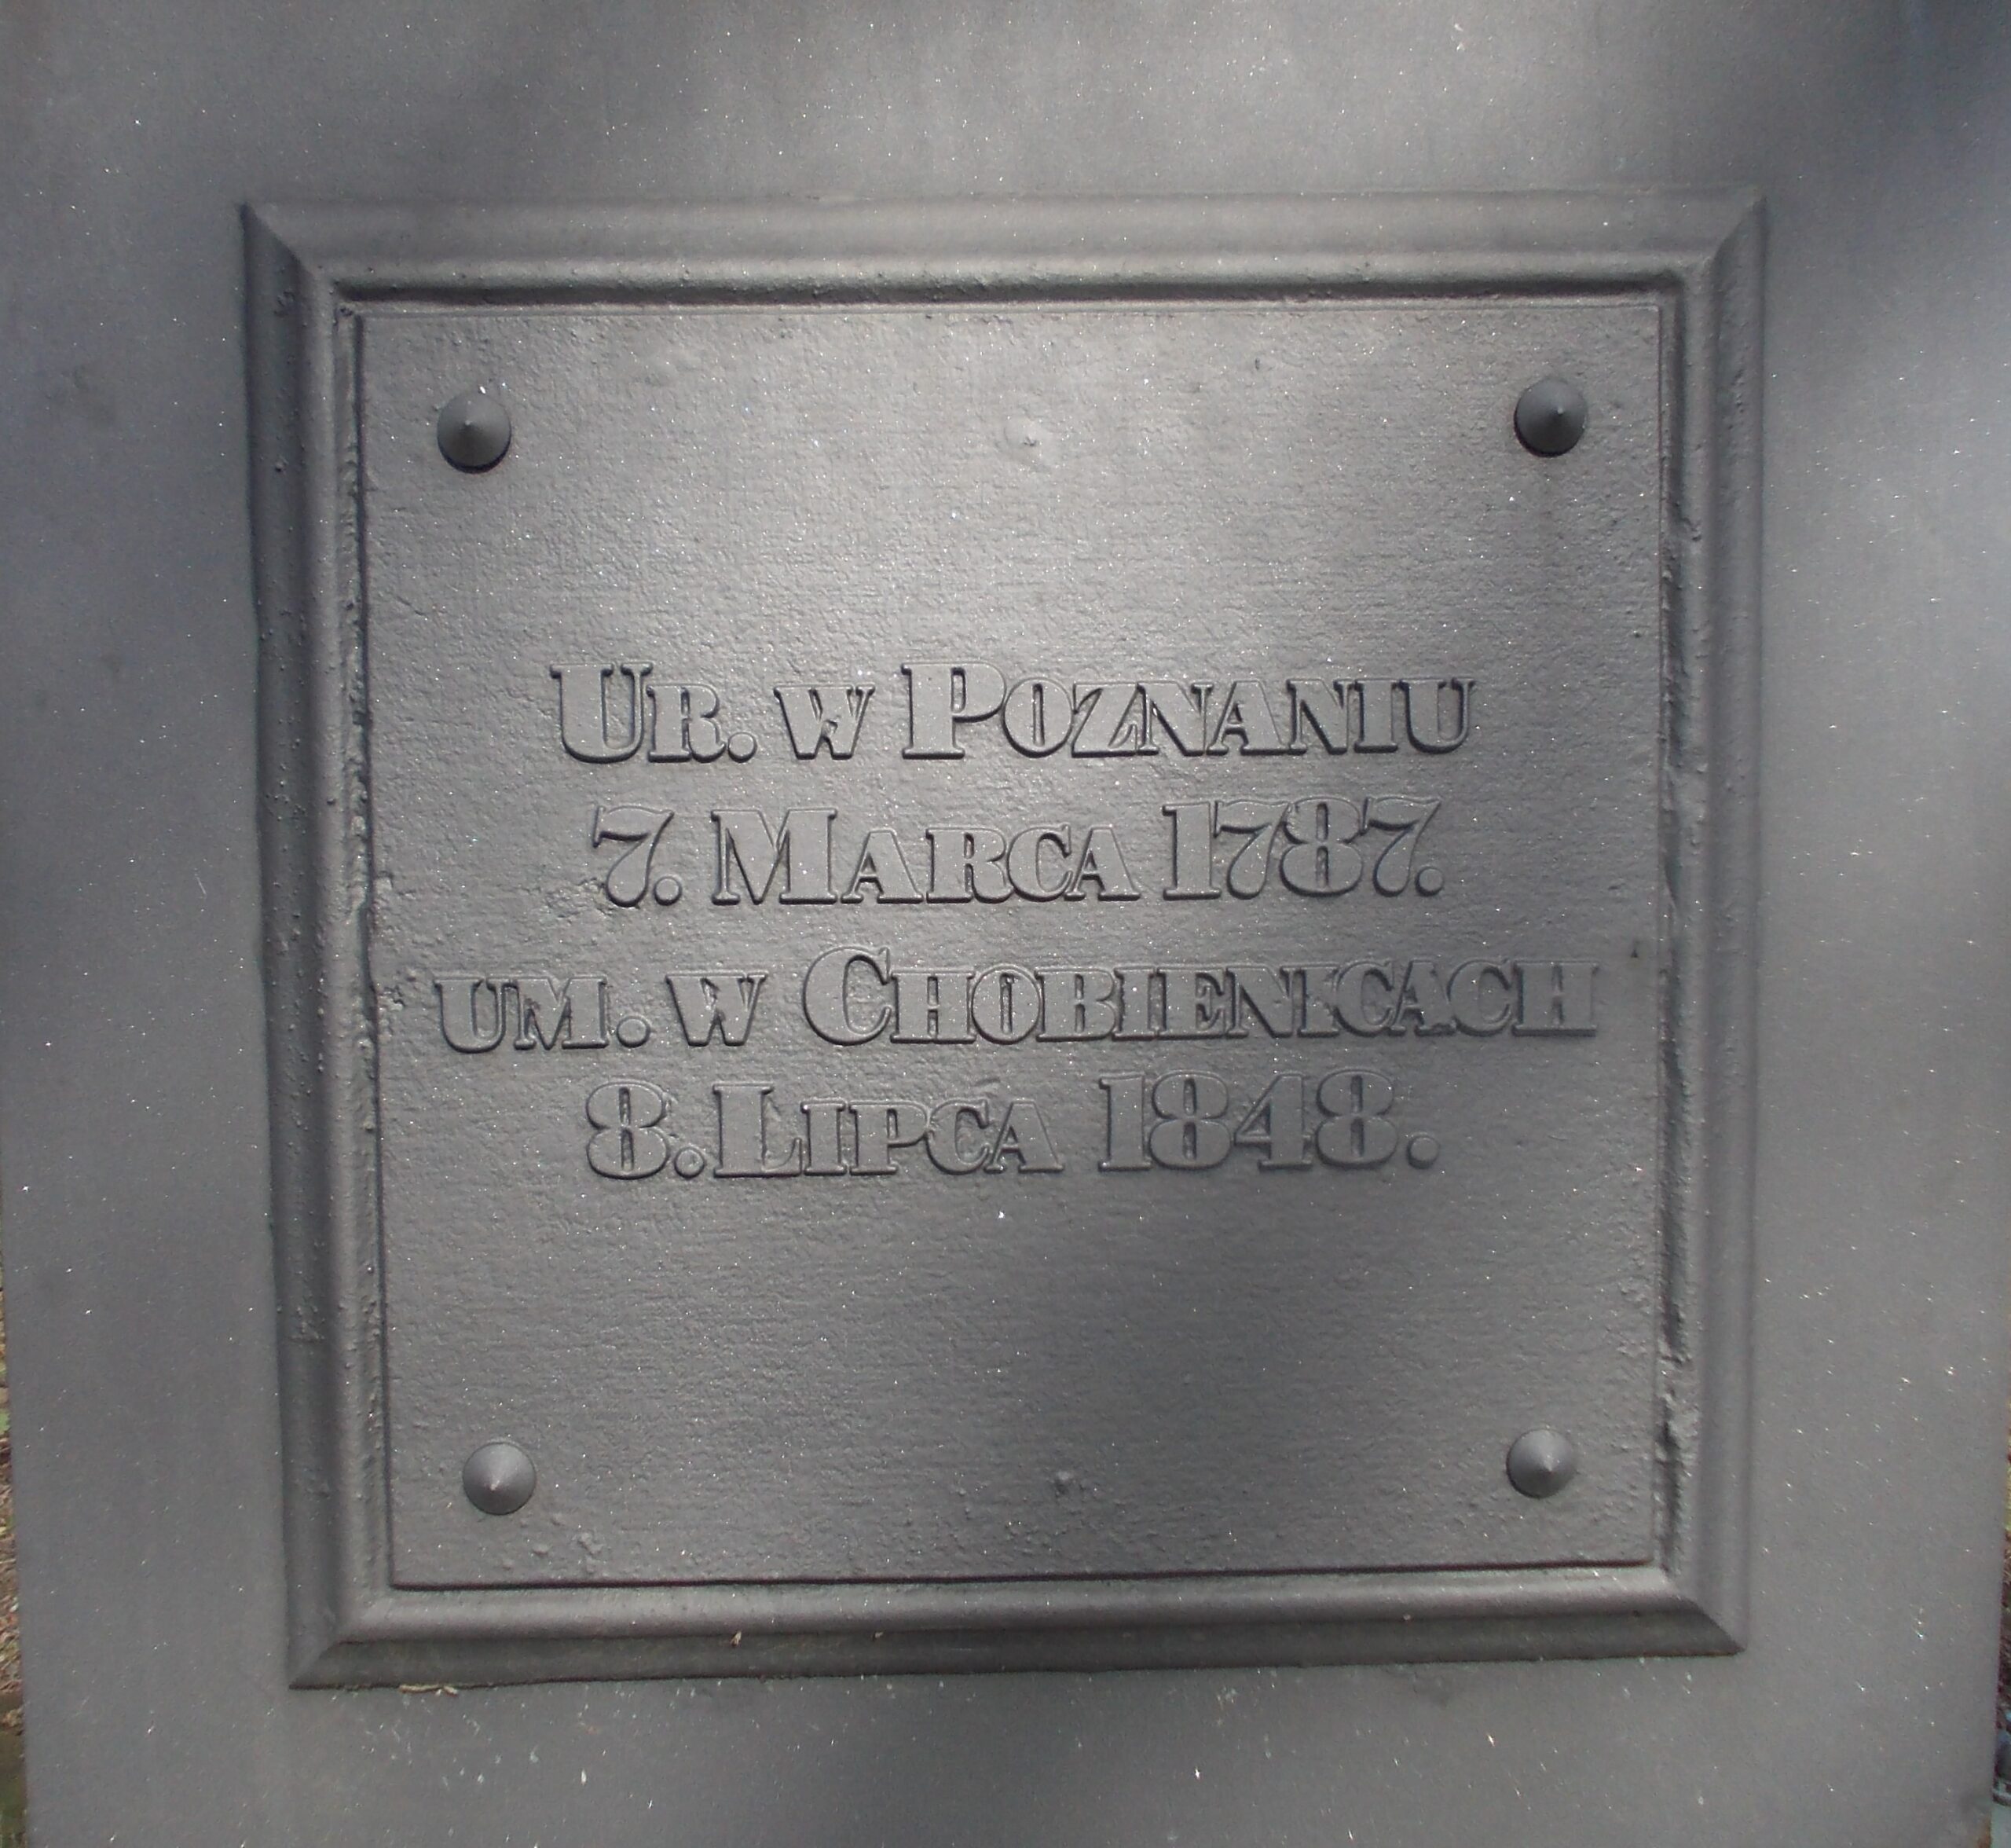 Ur. w Poznaniu
7. Marca 1787.
um. w Chobienicach
8. Lipca 1848.